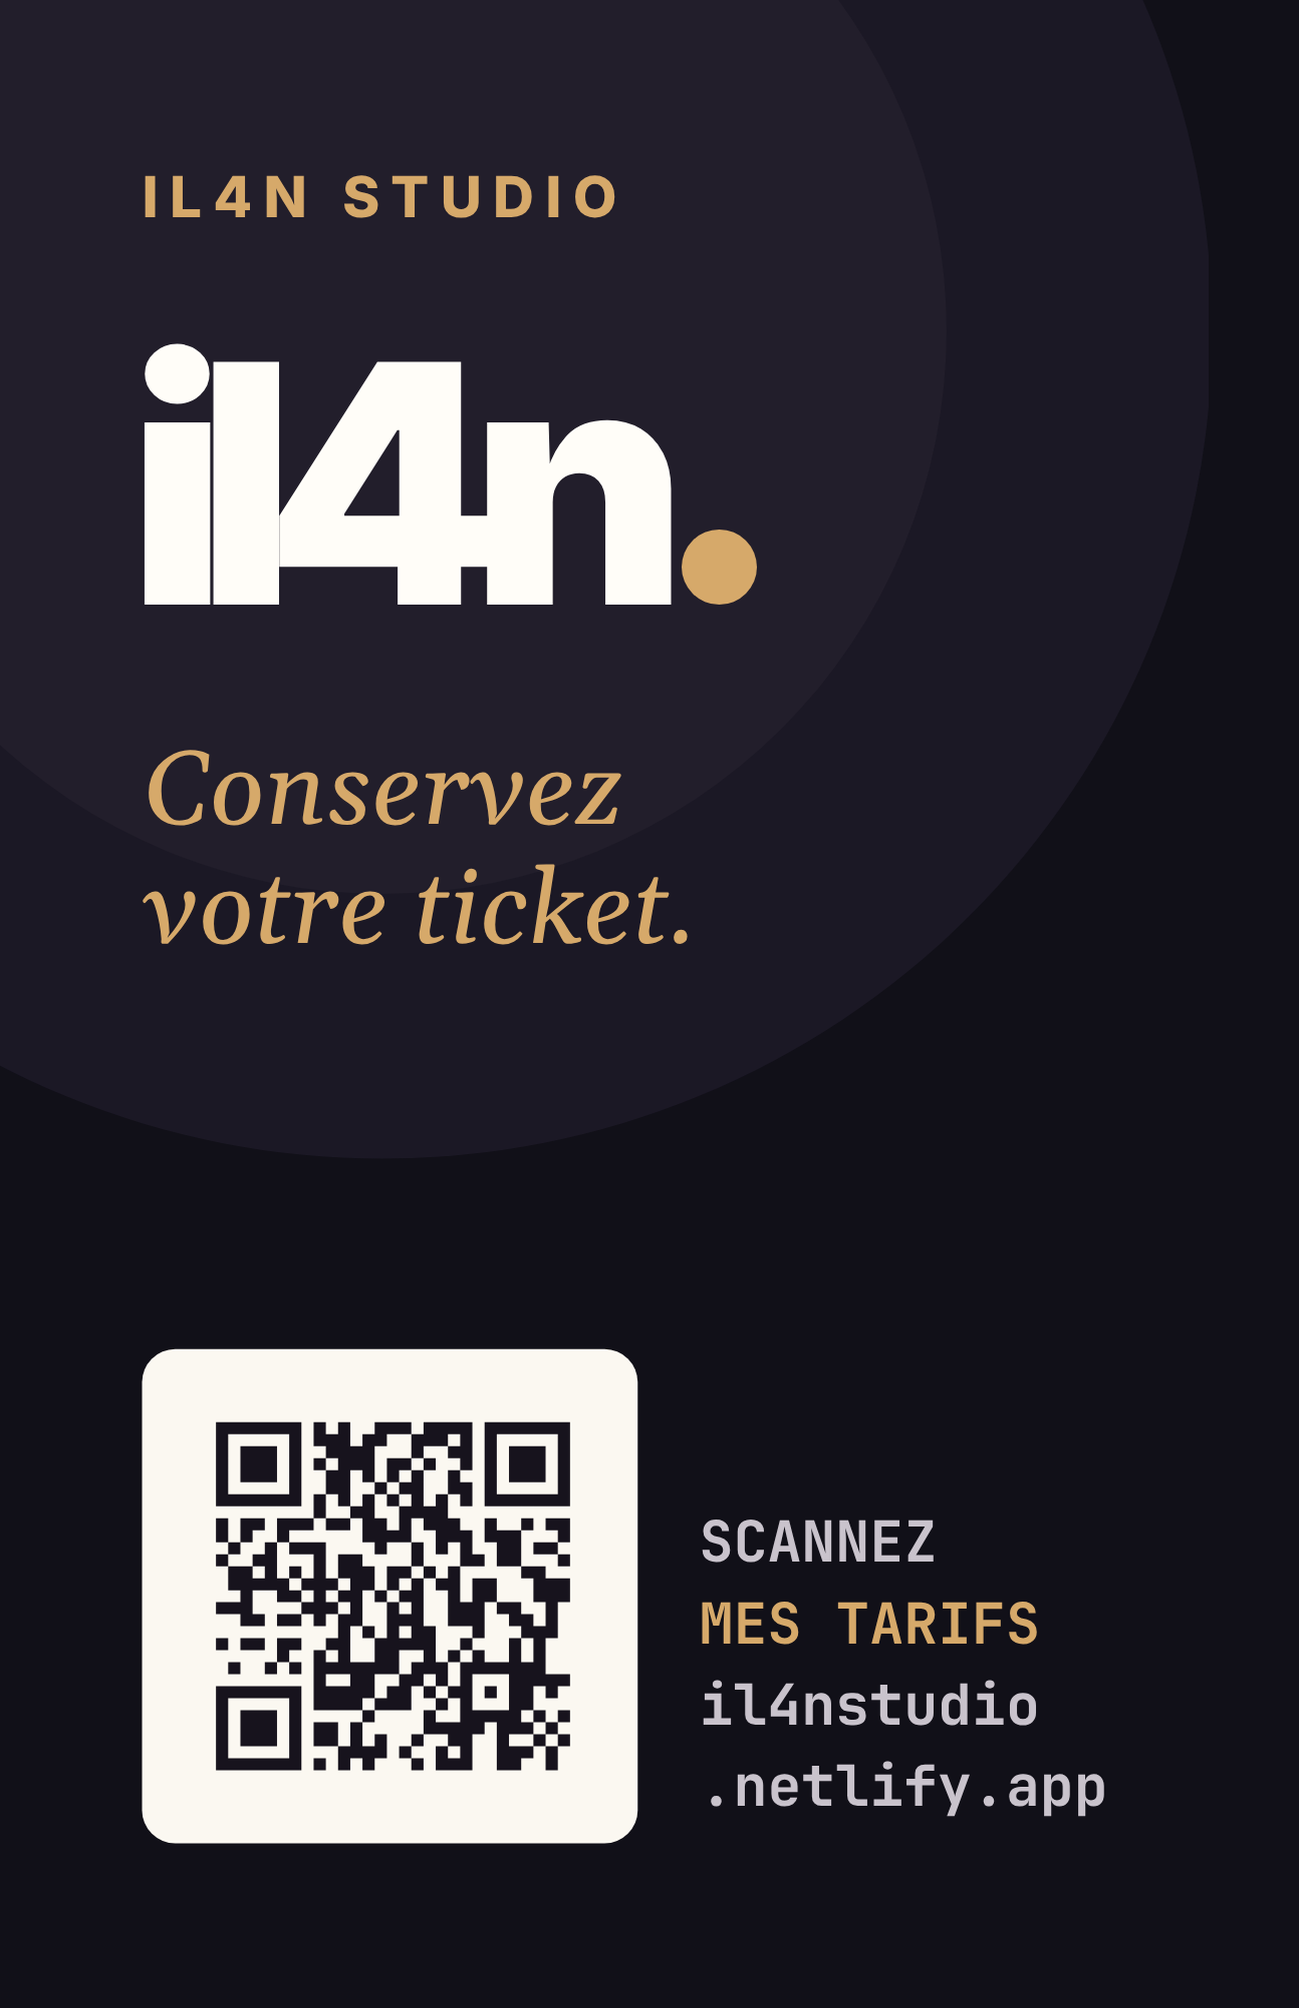 IL4N STUDIO
il4n.
Conservez
votre ticket.
SCANNEZ
MES TARIFS
il4nstudio
.netlify.app